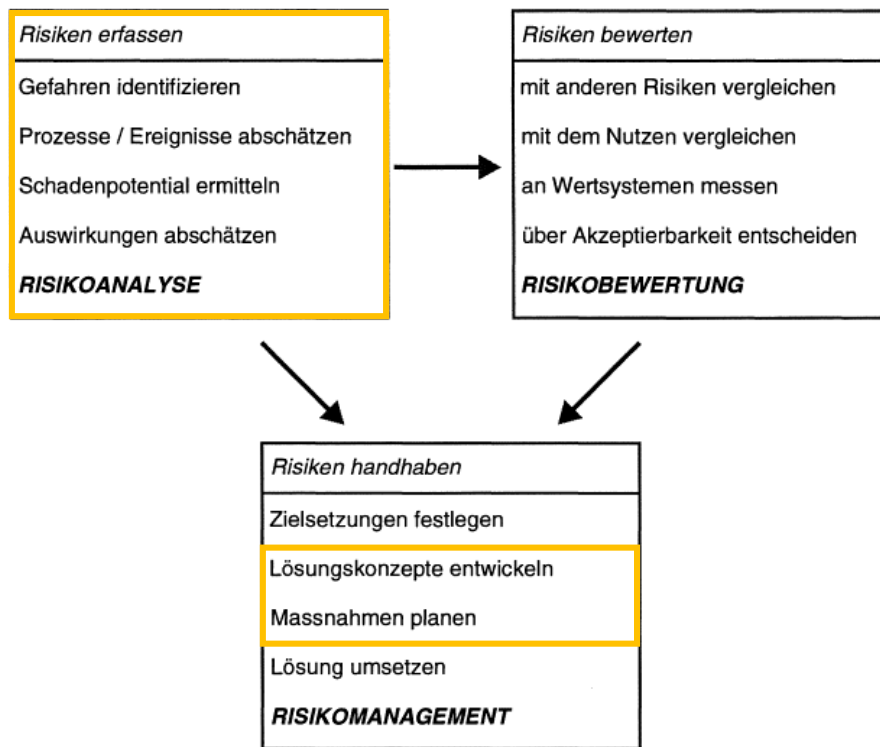 Risiken erfassen
Gefahren identifizieren
Prozesse / Ereignisse abschätzen
Schadenpotential ermitteln
Auswirkungen abschätzen
RISIKOANALYSE
Risiken bewerten
mit anderen Risiken vergleichen
mit dem Nutzen vergleichen
an Wertsystemen messen
über Akzeptierbarkeit entscheiden
RISIKOBEWERTUNG
Risiken handhaben
Zielsetzungen festlegen
Lösungskonzepte entwickeln
Massnahmen planen
Lösung umsetzen
RISIKOMANAGEMENT